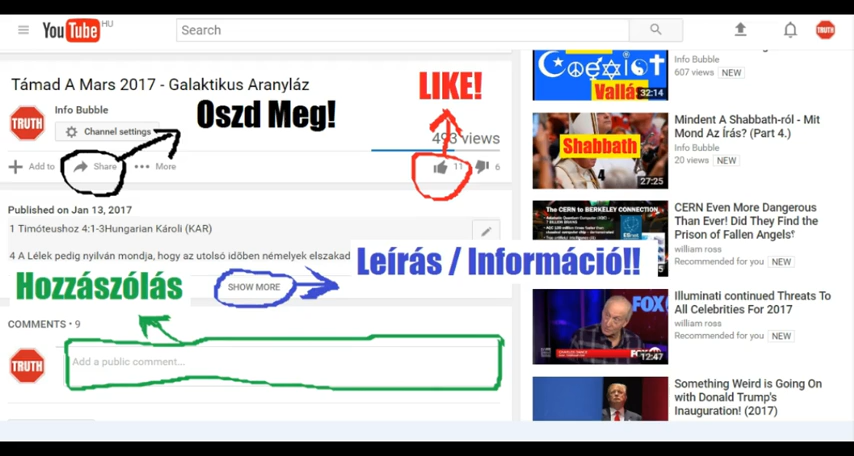 YouTube HU
Search
TRUTH
Támad A Mars 2017 - Galaktikus Aranyláz
LIKE!
TRUTH
Info Bubble
Oszd Meg!
Channel settings
493 views
Add to
Share
More
11
6
Published on Jan 13, 2017
1 Timóteushoz 4:1-3Hungarian Károli (KAR)
4 A Lélek pedig nyilván mondja, hogy az utolsó időben némelyek elszakad
Leírás / Információ!!
Hozzászólás
SHOW MORE
COMMENTS • 9
TRUTH
Add a public comment...
Vallás
32:14
Info Bubble
607 views NEW
Shabbath
4
27:25
Mindent A Shabbath-ról - Mit
Mond Az Írás? (Part 4.)
Info Bubble
20 views NEW
The CERN to BERKELEY CONNECTION
CERN Even More Dangerous
Than Ever! Did They Find the
Prison of Fallen Angels"
william ross
Recommended for you NEW
FOX
12:47
Illuminati continued Threats To
All Celebrities For 2017
william ross
Recommended for you NEW
Something Weird is Going On
with Donald Trump's
Inauguration! (2017)